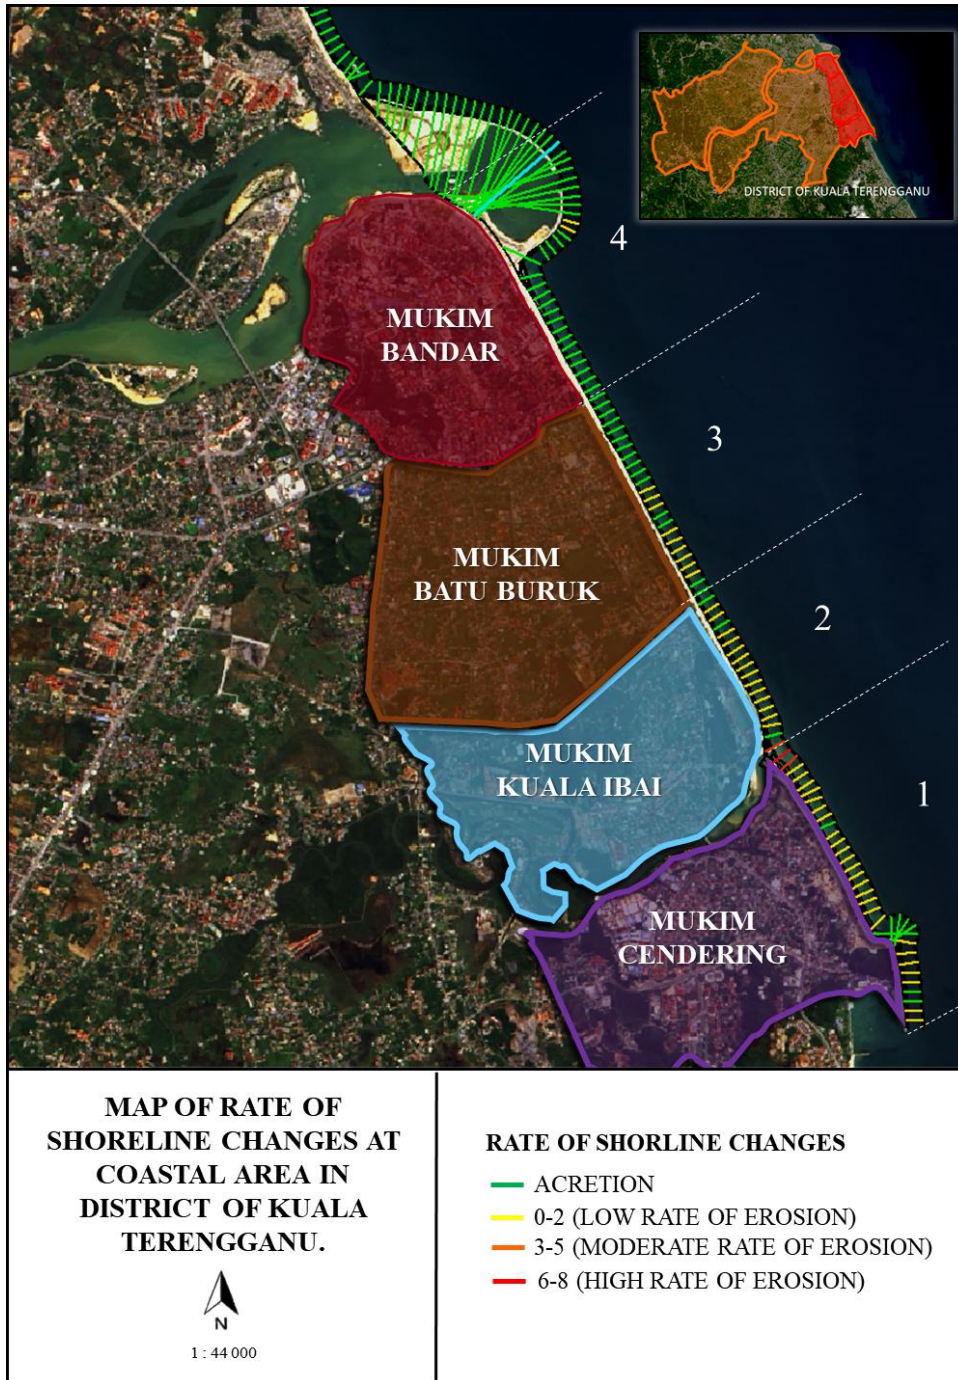 DISTRICT OF KUALA TERENGGANU
4
MUKIM
BANDAR
3
MUKIM
BATU BURUK
2
MUKIM
KUALA IBAI
1
MUKIM
CENDERING
MAP OF RATE OF
SHORELINE CHANGES AT
COASTAL AREA IN
DISTRICT OF KUALA
TERENGGANU.
N
1 : 44 000
RATE OF SHORLINE CHANGES
ACRETION
0-2 (LOW RATE OF EROSION)
3-5 (MODERATE RATE OF EROSION)
6-8 (HIGH RATE OF EROSION)